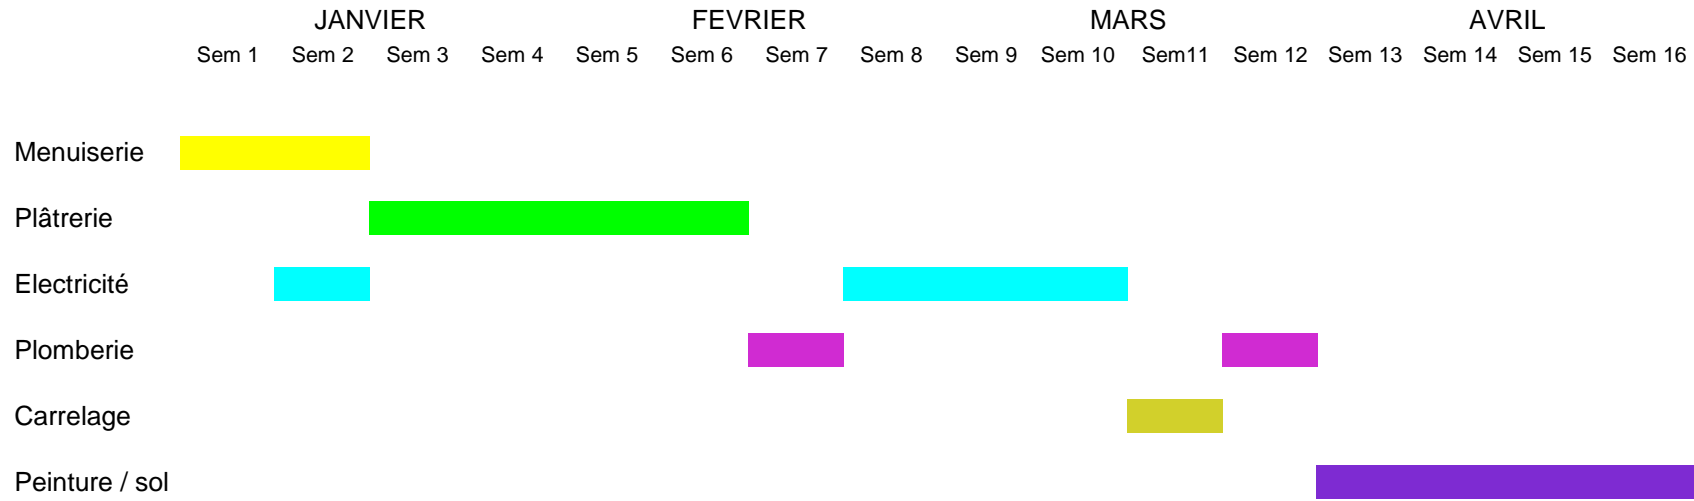 JANVIER FEVRIER MARS AVRIL
Sem 1 Sem 2 Sem 3 Sem 4 Sem 5 Sem 6 Sem 7 Sem 8 Sem 9 Sem 10 Sem11 Sem 12 Sem 13 Sem 14 Sem 15 Sem 16
Menuiserie
Plâtrerie
Electricité
Plomberie
Carrelage
Peinture / sol